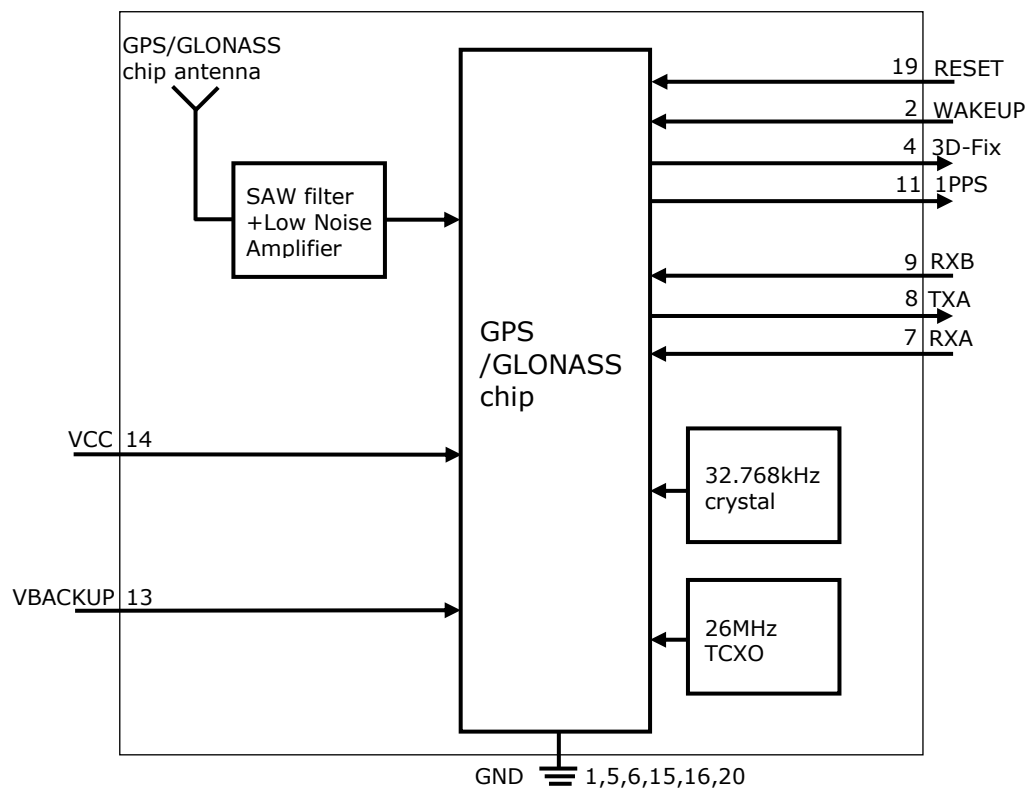 GPS/GLONASS
chip antenna
SAW filter
+Low Noise
Amplifier
GPS
/GLONASS
chip
19 RESET
2 WAKEUP
4 3D-Fix
11 1PPS
9 RXB
8 TXA
7 RXA
VCC 14
32.768kHz
crystal
VBACKUP 13
26MHz
TCXO
GND 1,5,6,15,16,20